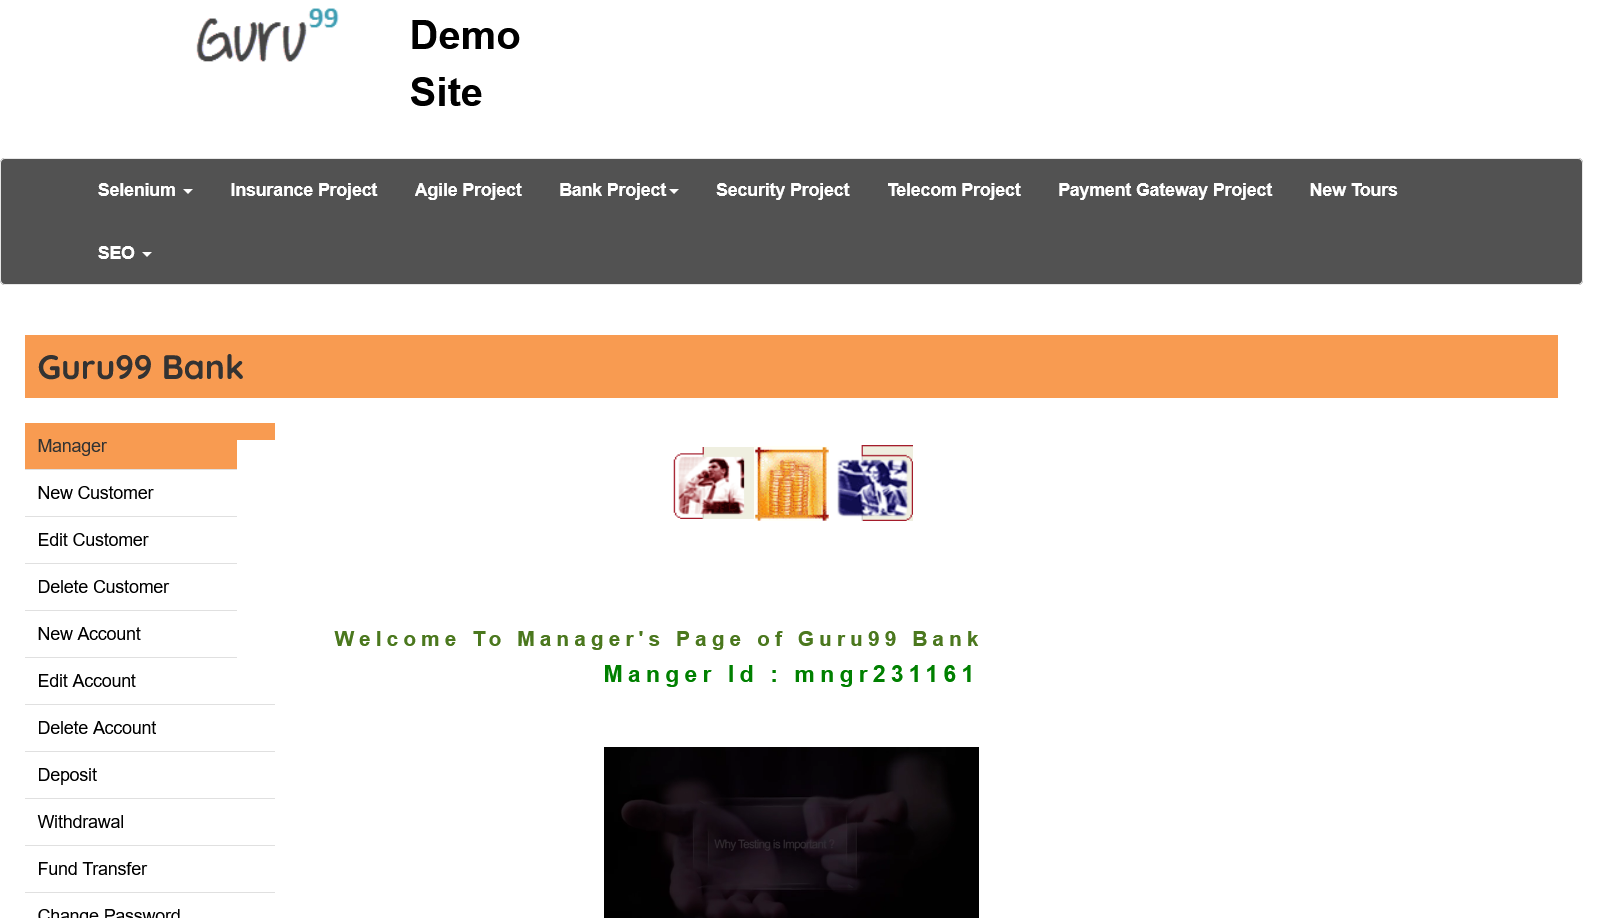 Guru99
Demo
Site
Selenium Insurance Project Agile Project Bank Project Security Project Telecom Project Payment Gateway Project New Tours
SEO
Guru99 Bank
Manager
New Customer
Edit Customer
Delete Customer
New Account
Edit Account
Delete Account
Deposit
Withdrawal
Fund Transfer
Change Password
Welcome To Manager's Page of Guru99 Bank
Manger Id : mngr231161
Why Testing is Important ?